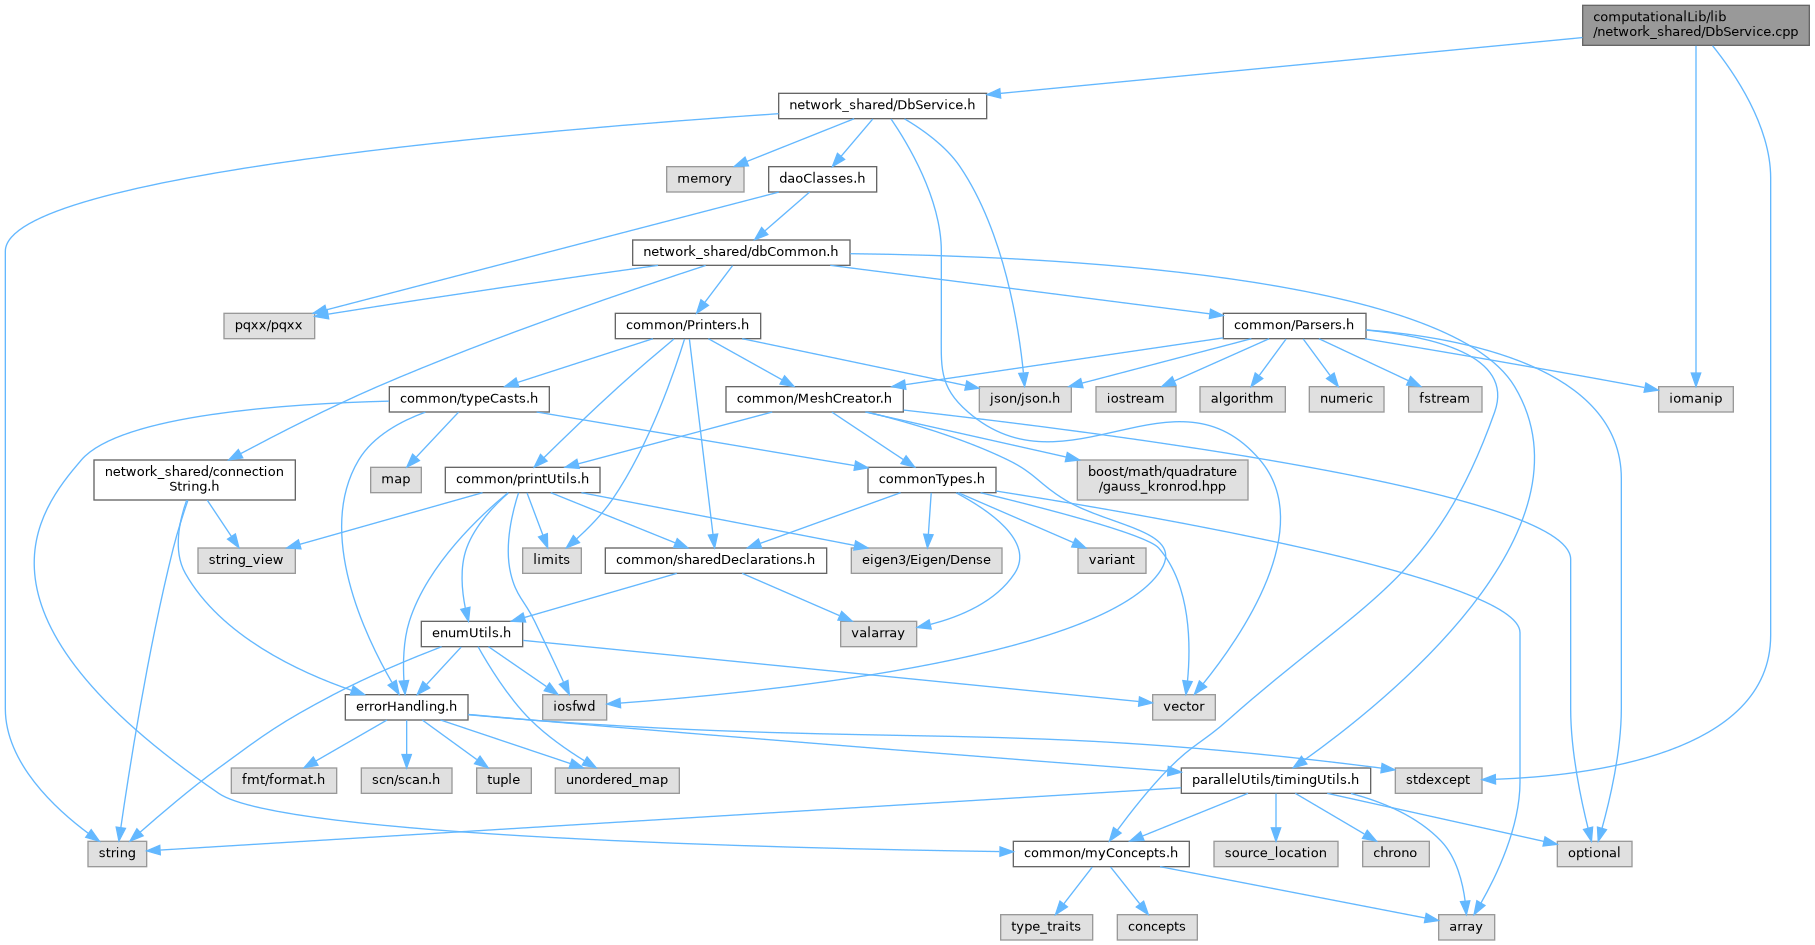 computationalLib/lib
/network_shared/DbService.cpp
network_shared/DbService.h
memory
daoClasses.h
network_shared/dbCommon.h
pqxx/pqxx
common/Printers.h
common/Parsers.h
common/typeCasts.h
common/MeshCreator.h
json/json.h
iostream
algorithm
numeric
fstream
iomanip
network_shared/connection
String.h
map
common/printUtils.h
commonTypes.h
boost/math/quadrature
/gauss_kronrod.hpp
string_view
limits
common/sharedDeclarations.h
eigen3/Eigen/Dense
variant
enumUtils.h
valarray
errorHandling.h
iosfwd
vector
fmt/format.h
scn/scan.h
tuple
unordered_map
parallelUtils/timingUtils.h
stdexcept
string
common/myConcepts.h
source_location
chrono
optional
type_traits
concepts
array